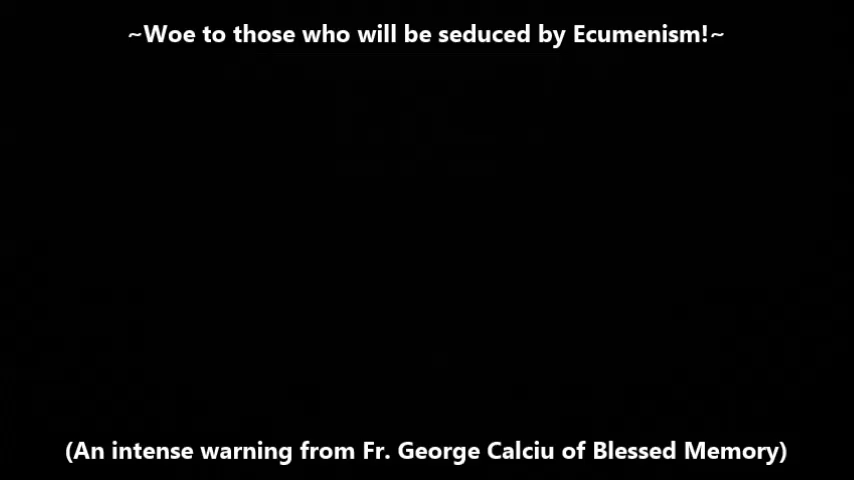 ~Woe to those who will be seduced by Ecumenism!~
(An intense warning from Fr. George Calciu of Blessed Memory)